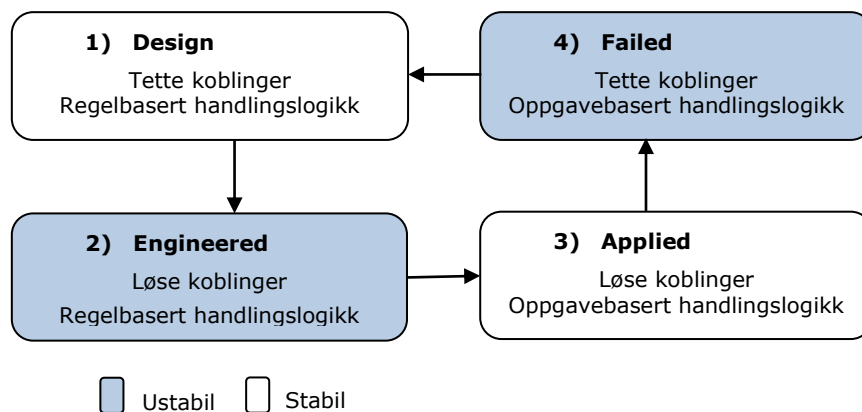 1) Design
Tette koblinger
Regelbasert handlingslogikk
4) Failed
Tette koblinger
Oppgavebasert handlingslogikk
2) Engineered
Løse koblinger
Regelbasert handlingslogikk
3) Applied
Løse koblinger
Oppgavebasert handlingslogikk
Ustabil Stabil